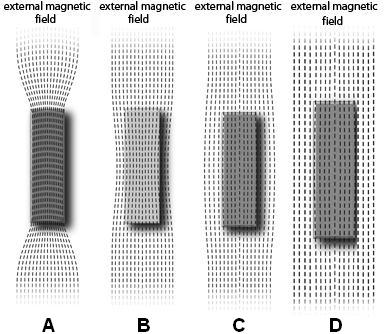 external magnetic
field
external magnetic
field
external magnetic
field
external magnetic
field
A
B
C
D